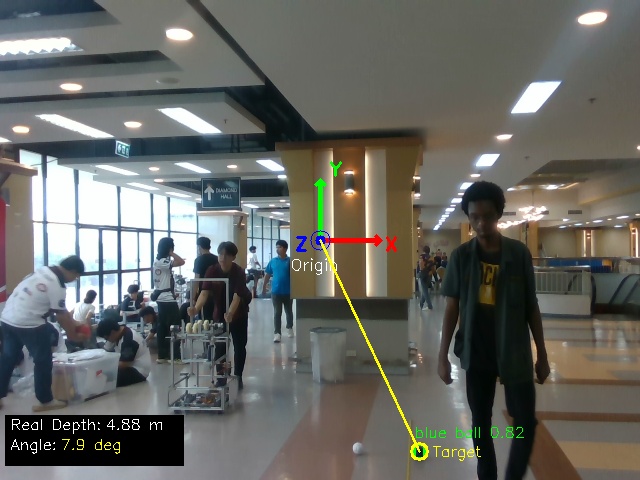 DIAMOND
HALL
Y
Z
X
Origin
blue ball 0.82
Target
Real Depth: 4.88 m
Angle: 7.9 deg